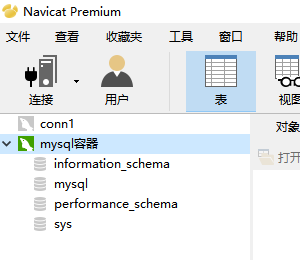 Navicat Premium
文件 查看 收藏夹 工具 窗口 帮助
连接 用户 表 视图
conn1
mysql容器
information_schema
mysql
performance_schema
sys
对象
打开